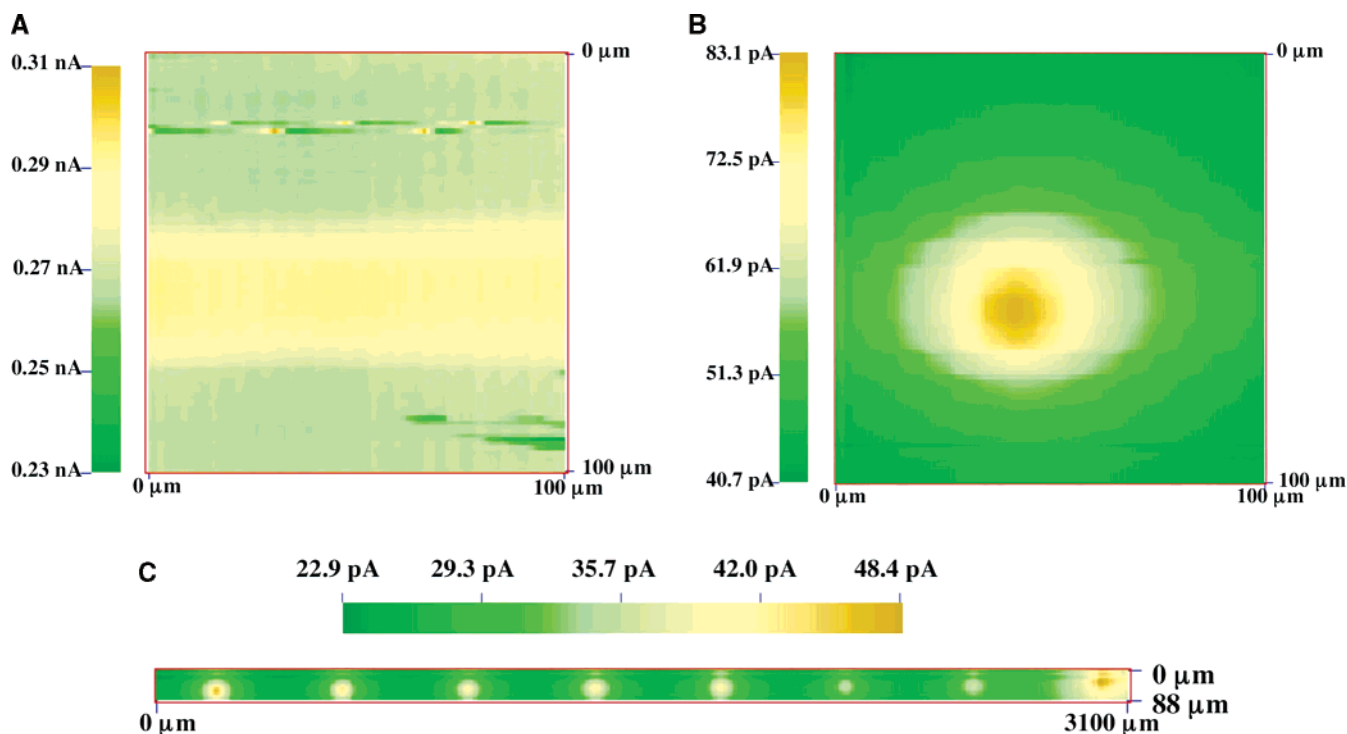 A
0.31 nA
0.29 nA
0.27 nA
0.25 nA
0.23 nA
0 μm
100 μm
0 μm
100 μm
B
83.1 pA
72.5 pA
61.9 pA
51.3 pA
40.7 pA
0 μm
100 μm
0 μm
100 μm
C
22.9 pA 29.3 pA 35.7 pA 42.0 pA 48.4 pA
0 μm
88 μm
0 μm 3100 μm